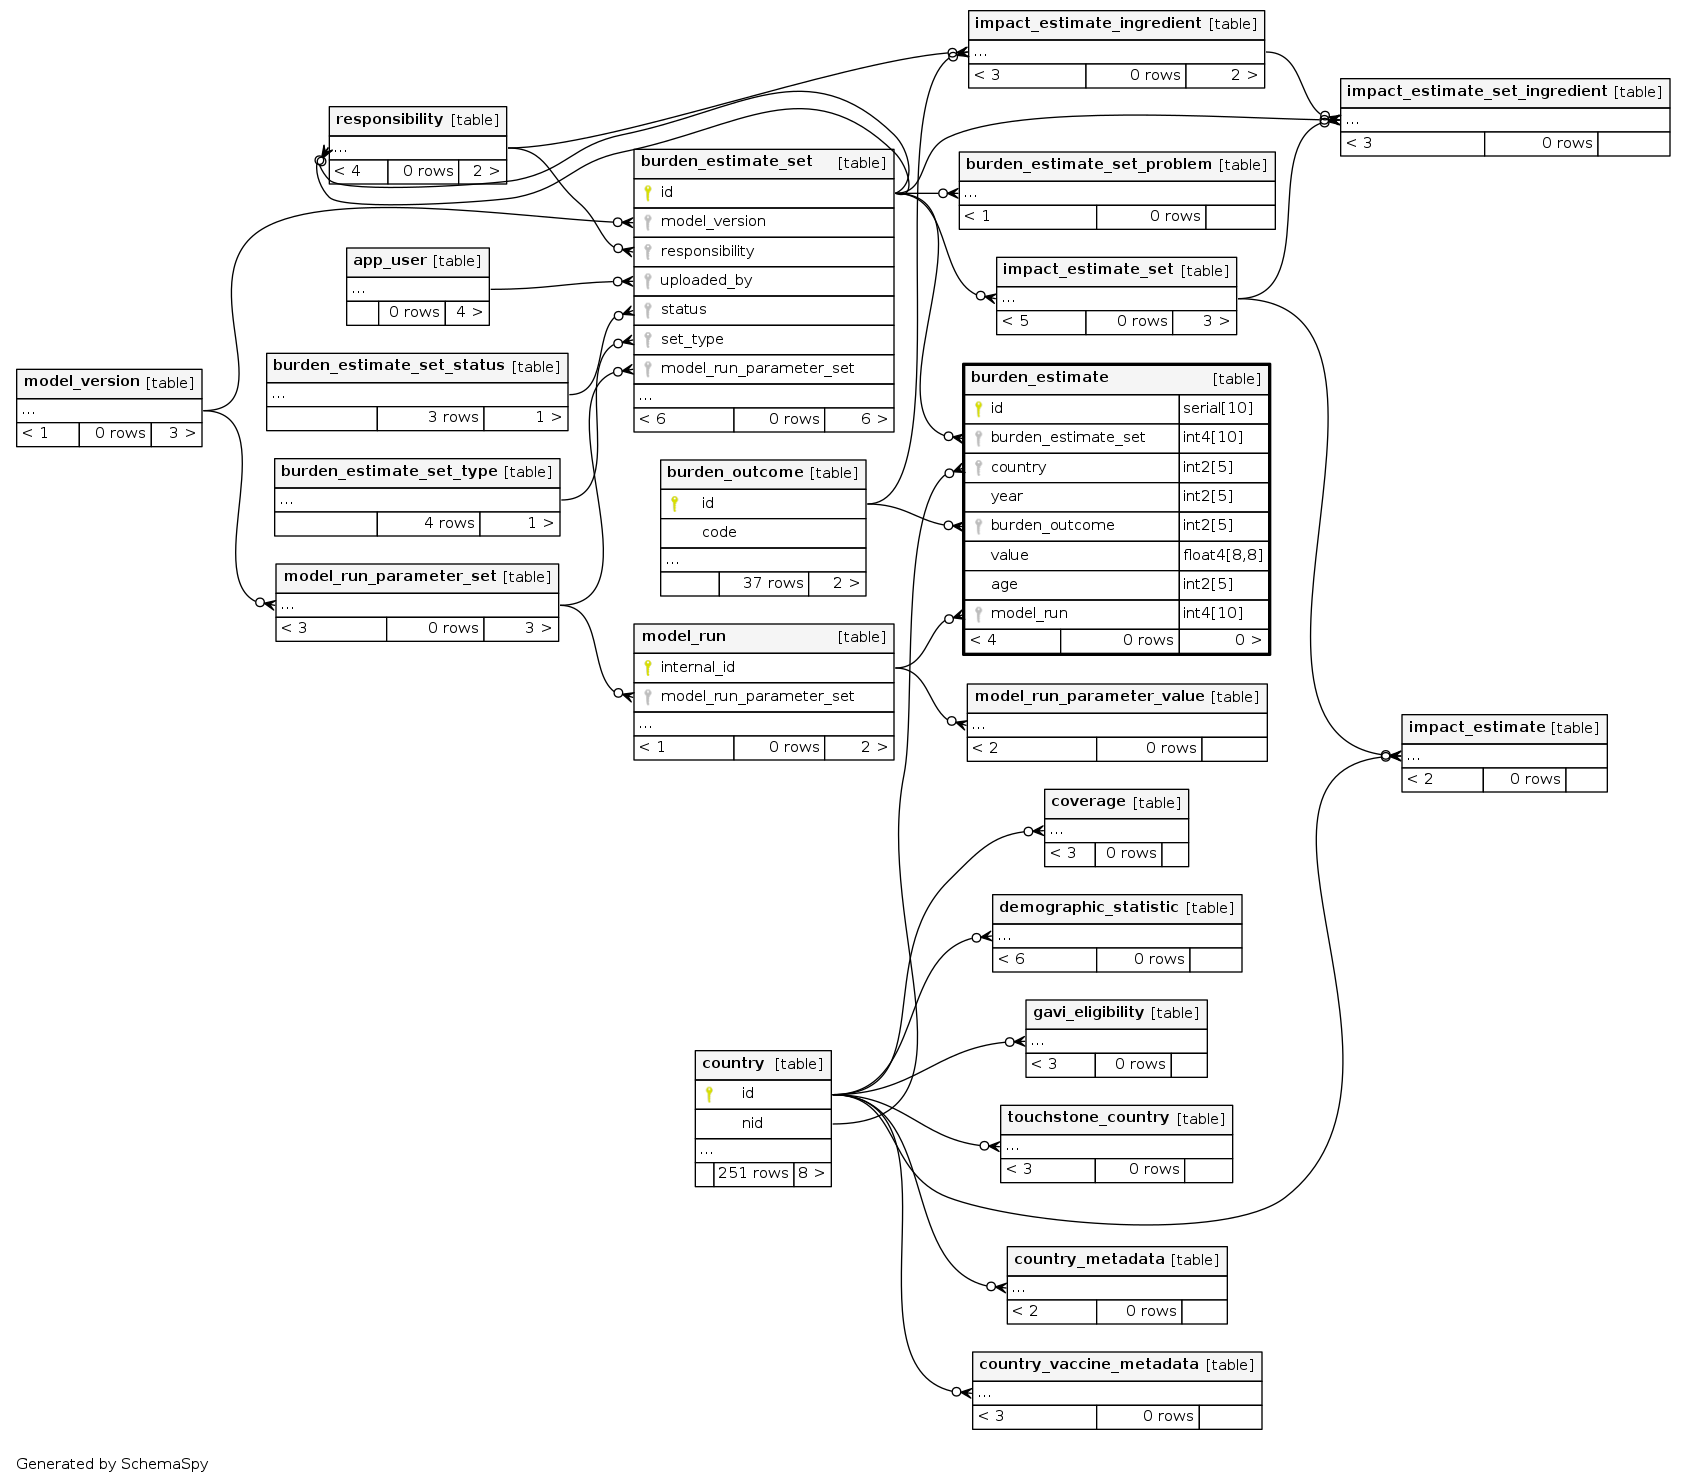 impact_estimate_ingredient [table]
...
< 3 0 rows 2 >
impact_estimate_set_ingredient [table]
...
< 3 0 rows
responsibility [table]
...
< 4 0 rows 2 >
burden_estimate_set [table]
id
model_version
responsibility
uploaded_by
status
set_type
model_run_parameter_set
...
< 6 0 rows 6 >
burden_estimate_set_problem [table]
...
< 1 0 rows
app_user [table]
...
0 rows 4 >
impact_estimate_set [table]
...
< 5 0 rows 3 >
burden_estimate_set_status [table]
...
3 rows 1 >
model_version [table]
...
< 1 0 rows 3 >
burden_estimate [table]
id serial[10]
burden_estimate_set int4[10]
country int2[5]
year int2[5]
burden_outcome int2[5]
value float4[8,8]
age int2[5]
model_run int4[10]
< 4 0 rows 0 >
burden_estimate_set_type [table]
...
4 rows 1 >
burden_outcome [table]
id
code
...
37 rows 2 >
model_run_parameter_set [table]
...
< 3 0 rows 3 >
model_run [table]
internal_id
model_run_parameter_set
...
< 1 0 rows 2 >
model_run_parameter_value [table]
...
< 2 0 rows
impact_estimate [table]
...
< 2 0 rows
coverage [table]
...
< 3 0 rows
demographic_statistic [table]
...
< 6 0 rows
gavi_eligibility [table]
...
< 3 0 rows
country [table]
id
nid
...
251 rows 8 >
touchstone_country [table]
...
< 3 0 rows
country_metadata [table]
...
< 2 0 rows
country_vaccine_metadata [table]
...
< 3 0 rows
Generated by SchemaSpy